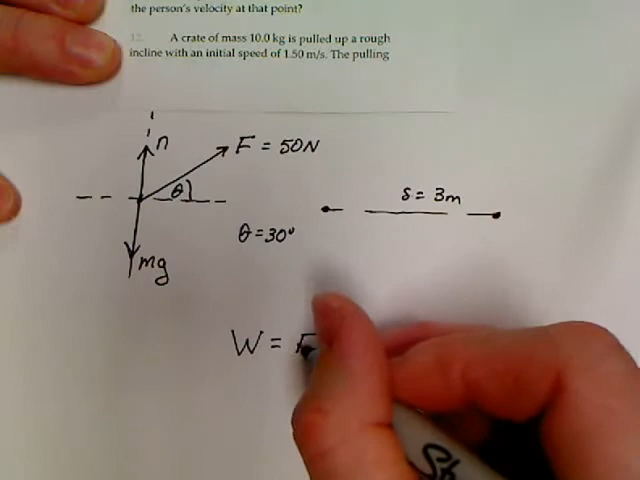 the person's velocity at that point?
12. A crate of mass 10.0 kg is pulled up a rough
incline with an initial speed of 1.50 m/s. The pulling
n
F = 50N
θ
s = 3m
θ = 30°
mg
W = F